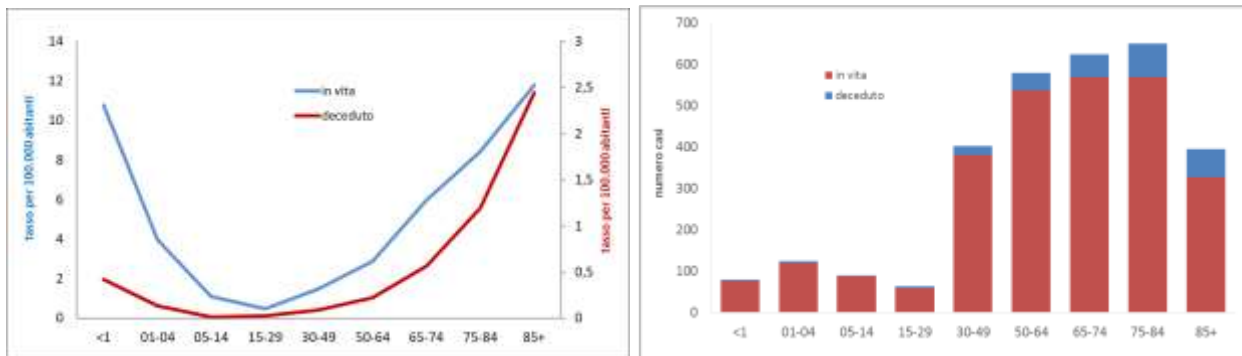 14
12
10
8
6
4
2
0
tasso per 100.000 abitanti
in vita
deceduto
3
2,5
2
1,5
1
0,5
0
tasso per 100.000 abitanti
<1 01-04 05-14 15-29 30-49 50-64 65-74 75-84 85+
700
600
500
400
300
200
100
0
numero casi
in vita
deceduto
<1 01-04 05-14 15-29 30-49 50-64 65-74 75-84 85+